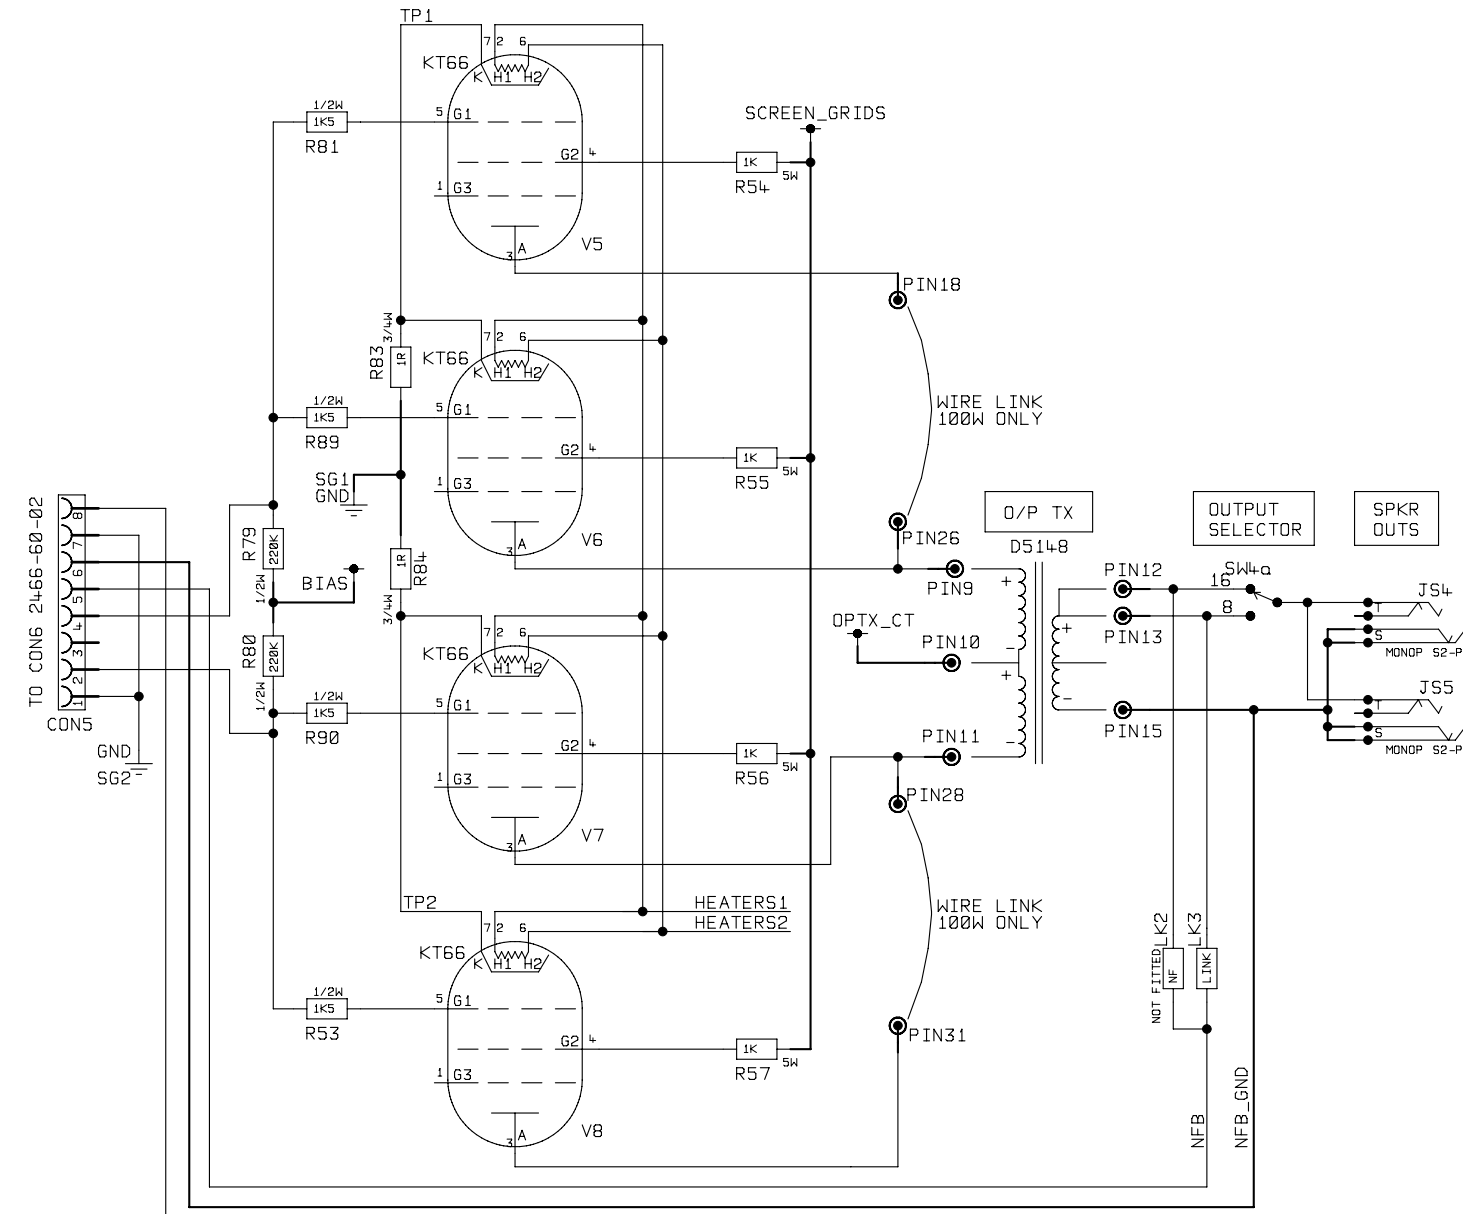 TP1
7 2 6
KT66
K H1 H2
1/2W
1K5
R81
5 G1
G2 4
1 G3
3 A
V5
SCREEN_GRIDS
1K
5W
R54
PIN18
3/4W
1R
R83
7 2 6
KT66
K H1 H2
1/2W
1K5
R89
5 G1
G2 4
1 G3
3 A
V6
1K
5W
R55
WIRE LINK
100W ONLY
SG1
GND
PIN26
TO CON6 2466-60-02
8
7
6
5
4
3
2
1
CON5
GND
SG2
R79
220K
1/2W
BIAS
R80
220K
1/2W
1R
R84
3/4W
7 2 6
KT66
K H1 H2
1/2W
1K5
R90
5 G1
G2 4
1 G3
3 A
V7
1K
5W
R56
O/P TX
D5148
PIN9
+
-
+
-
OPTX_CT
PIN10
PIN11
PIN28
+
-
PIN12
PIN13
PIN15
OUTPUT
SELECTOR
SW4a
16
8
SPKR
OUTS
JS4
T
S
MONOP S2-P
JS5
T
S
MONOP S2-P
TP2
HEATERS1
HEATERS2
7 2 6
KT66
K H1 H2
1/2W
1K5
R53
5 G1
G2 4
1 G3
3 A
V8
1K
5W
R57
WIRE LINK
100W ONLY
PIN31
LK2
NF
NOT FITTED
LK3
LINK
NFB
NFB_GND